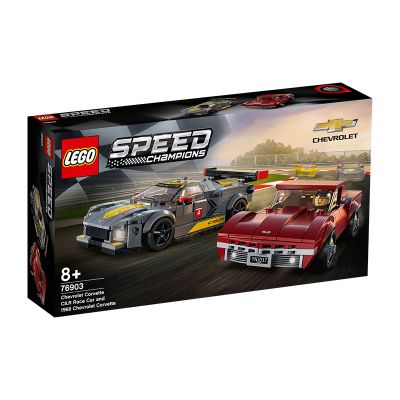 LEGO
SPEED
CHAMPIONS
CHEVROLET
8+
76903
Chevrolet Corvette
C8.R Race Car and
1968 Chevrolet Corvette